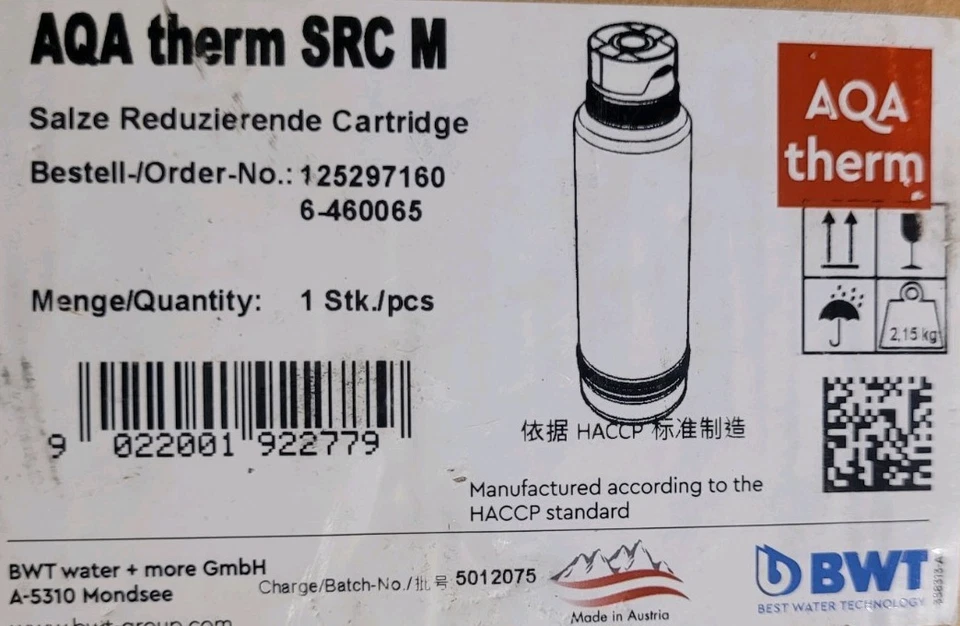 AQA therm SRC M
Salze Reduzierende Cartridge
Bestell-/Order-No.: 125297160
6-460065
Menge/Quantity: 1 Stk./pcs
9 022001 922779
AQA
therm
2,15 kg
依据 HACCP 标准制造
Manufactured according to the
HACCP standard
BWT water + more GmbH
A-5310 Mondsee
Charge/Batch-No./批号 5012075
Made in Austria
BWT
BEST WATER TECHNOLOGY